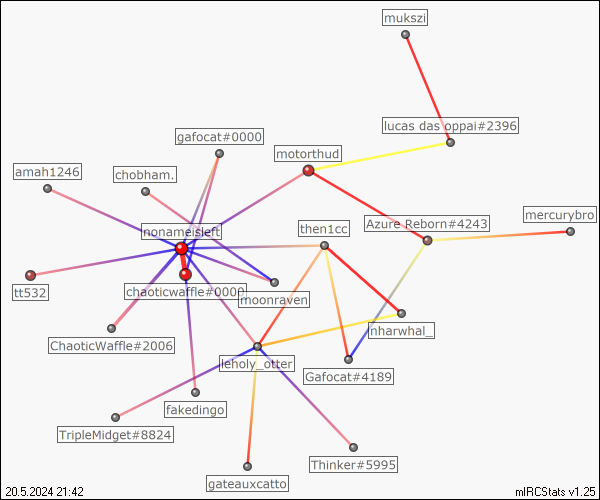 mukszi
lucas das oppai#2396
gafocat#0000
motorthud
amah1246
chobham.
nonameisleft
then1cc
Azure Reborn#4243
mercurybro
tt532
chaoticwaffle#0000
moonraven
ChaoticWaffle#2006
nharwhal_
leholy_otter
Gafocat#4189
fakedingo
TripleMidget#8824
Thinker#5995
gateauxcatto
20.5.2024 21:42
mIRCStats v1.25